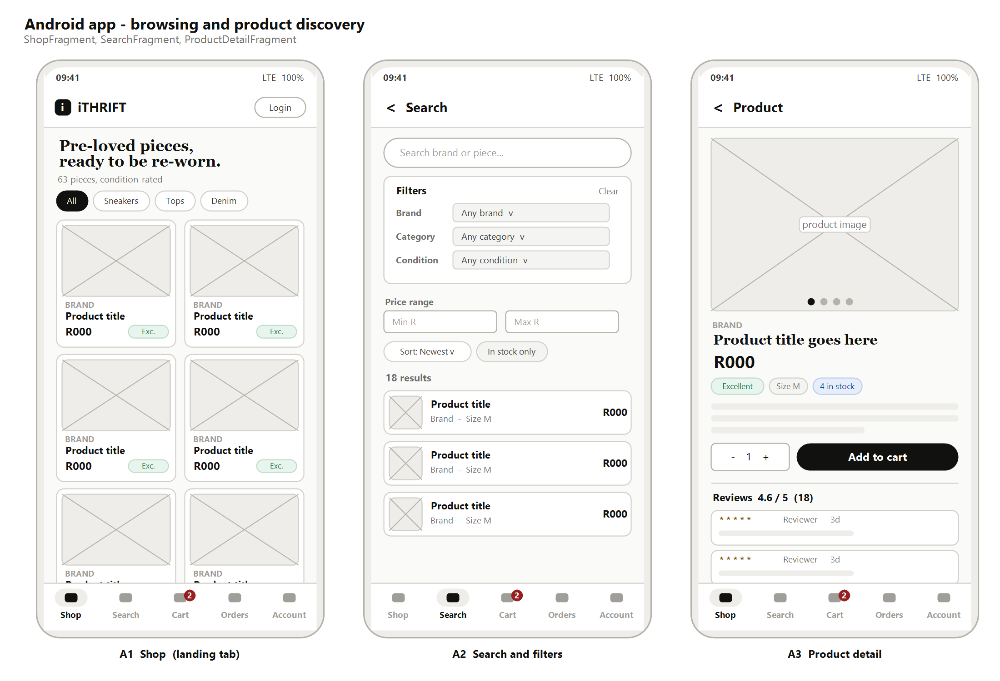 Android app - browsing and product discovery
ShopFragment, SearchFragment, ProductDetailFragment
09:41 LTE 100%
i iTHRIFT Login
Pre-loved pieces,
ready to be re-worn.
63 pieces, condition-rated
All Sneakers Tops Denim
BRAND BRAND
Product title Product title
R000 Exc. R000 Exc.
BRAND BRAND
Product title Product title
R000 Exc. R000 Exc.
BRAND BRAND
Product title Product title
2
Shop Search Cart Orders Account
A1 Shop (landing tab)
09:41 LTE 100%
< Search
Search brand or piece...
Filters Clear
Brand Any brand v
Category Any category v
Condition Any condition v
Price range
Min R Max R
Sort: Newest v In stock only
18 results
Product title
Brand - Size M R000
Product title
Brand - Size M R000
Product title
Brand - Size M R000
2
Shop Search Cart Orders Account
A2 Search and filters
09:41 LTE 100%
< Product
product image
BRAND
Product title goes here
R000
Excellent Size M 4 in stock
- 1 + Add to cart
Reviews 4.6 / 5 (18)
* * * * * Reviewer - 3d
* * * * * Reviewer - 3d
2
Shop Search Cart Orders Account
A3 Product detail